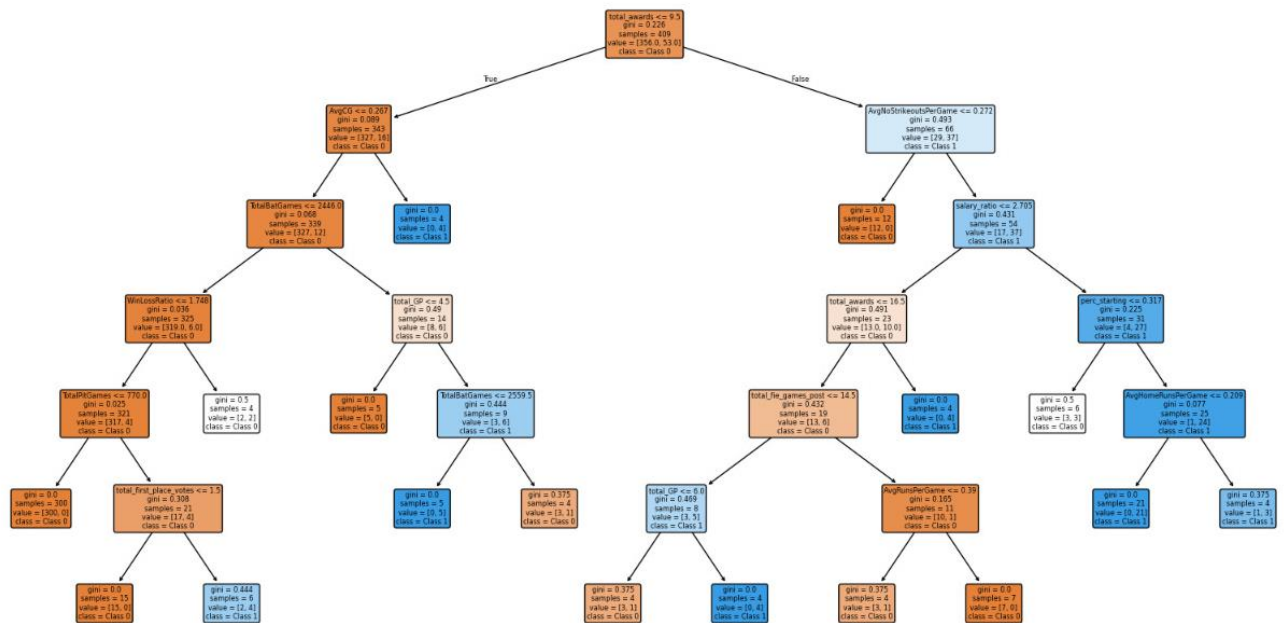 total_awards <= 9.5
gini = 0.226
samples = 409
value = [356.0, 53.0]
class = Class 0
True
False
AvgCG <= 0.267
gini = 0.089
samples = 343
value = [327, 16]
class = Class 0
AvgNoStrikeoutsPerGame <= 0.272
gini = 0.493
samples = 66
value = [29, 37]
class = Class 1
TotalBatGames <= 2446.0
gini = 0.068
samples = 339
value = [327, 12]
class = Class 0
gini = 0.0
samples = 4
value = [0, 4]
class = Class 1
gini = 0.0
samples = 12
value = [12, 0]
class = Class 0
salary_ratio <= 2.705
gini = 0.431
samples = 54
value = [17, 37]
class = Class 1
WinLossRatio <= 1.748
gini = 0.036
samples = 325
value = [319.0, 6.0]
class = Class 0
total_GP <= 4.5
gini = 0.49
samples = 14
value = [8, 6]
class = Class 0
total_awards <= 16.5
gini = 0.491
samples = 23
value = [13.0, 10.0]
class = Class 0
perc_starting <= 0.317
gini = 0.225
samples = 31
value = [4, 27]
class = Class 1
TotalPitGames <= 770.0
gini = 0.025
samples = 321
value = [317, 4]
class = Class 0
gini = 0.5
samples = 4
value = [2, 2]
class = Class 0
gini = 0.0
samples = 5
value = [5, 0]
class = Class 0
TotalBatGames <= 2559.5
gini = 0.444
samples = 9
value = [3, 6]
class = Class 1
total_fie_games_post <= 14.5
gini = 0.432
samples = 19
value = [13, 6]
class = Class 0
gini = 0.0
samples = 4
value = [0, 4]
class = Class 1
gini = 0.5
samples = 6
value = [3, 3]
class = Class 0
AvgHomeRunsPerGame <= 0.209
gini = 0.077
samples = 25
value = [1, 24]
class = Class 1
gini = 0.0
samples = 300
value = [300, 0]
class = Class 0
total_first_place_votes <= 1.5
gini = 0.308
samples = 21
value = [17, 4]
class = Class 0
gini = 0.0
samples = 5
value = [0, 5]
class = Class 1
gini = 0.375
samples = 4
value = [3, 1]
class = Class 0
total_GP <= 6.0
gini = 0.469
samples = 8
value = [3, 5]
class = Class 1
AvgRunsPerGame <= 0.39
gini = 0.165
samples = 11
value = [10, 1]
class = Class 0
gini = 0.0
samples = 21
value = [0, 21]
class = Class 1
gini = 0.375
samples = 4
value = [1, 3]
class = Class 1
gini = 0.0
samples = 15
value = [15, 0]
class = Class 0
gini = 0.444
samples = 6
value = [2, 4]
class = Class 1
gini = 0.375
samples = 4
value = [3, 1]
class = Class 0
gini = 0.0
samples = 4
value = [0, 4]
class = Class 1
gini = 0.375
samples = 4
value = [3, 1]
class = Class 0
gini = 0.0
samples = 7
value = [7, 0]
class = Class 0